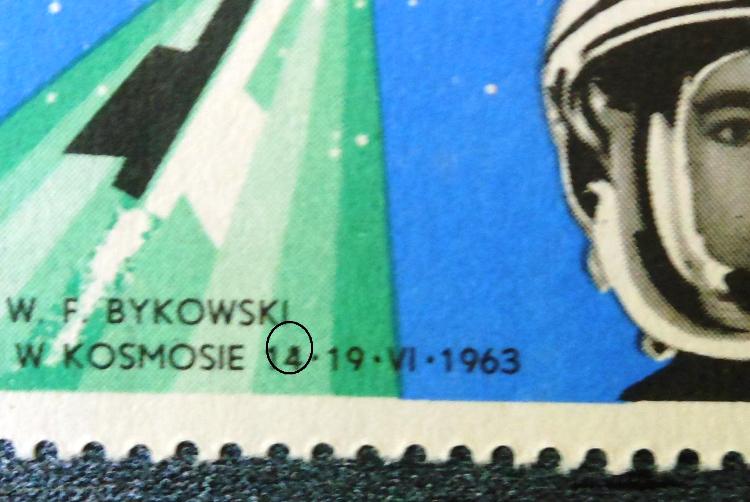 W. F. BYKOWSKI
W KOSMOSIE 14·19·VI·1963